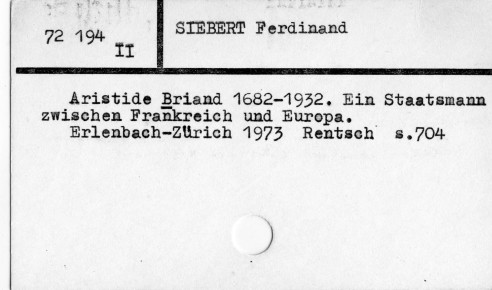 72 194
II
SIEBERT Ferdinand
Aristide Briand 1682-1932. Ein Staatsmann
zwischen Frankreich und Europa.
Erlenbach-Zürich 1973 Rentsch s.704